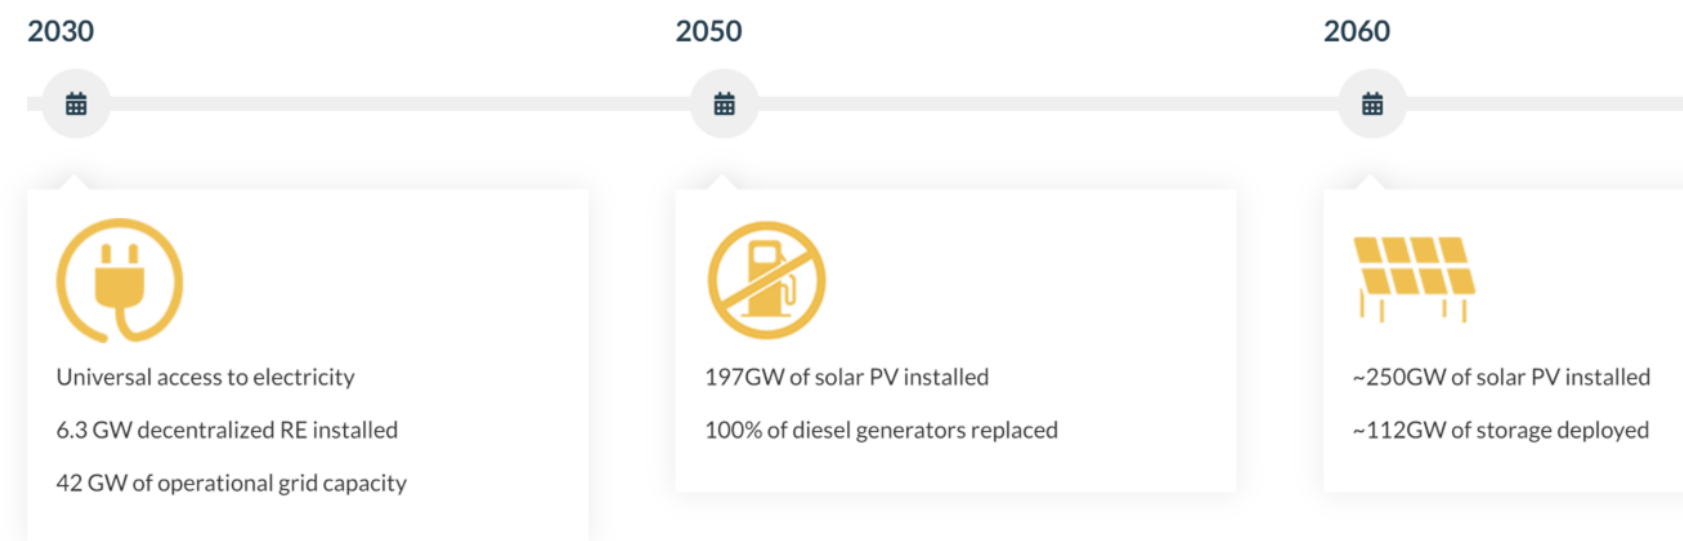 2030
2050
2060
Universal access to electricity
6.3 GW decentralized RE installed
42 GW of operational grid capacity
197GW of solar PV installed
100% of diesel generators replaced
~250GW of solar PV installed
~112GW of storage deployed